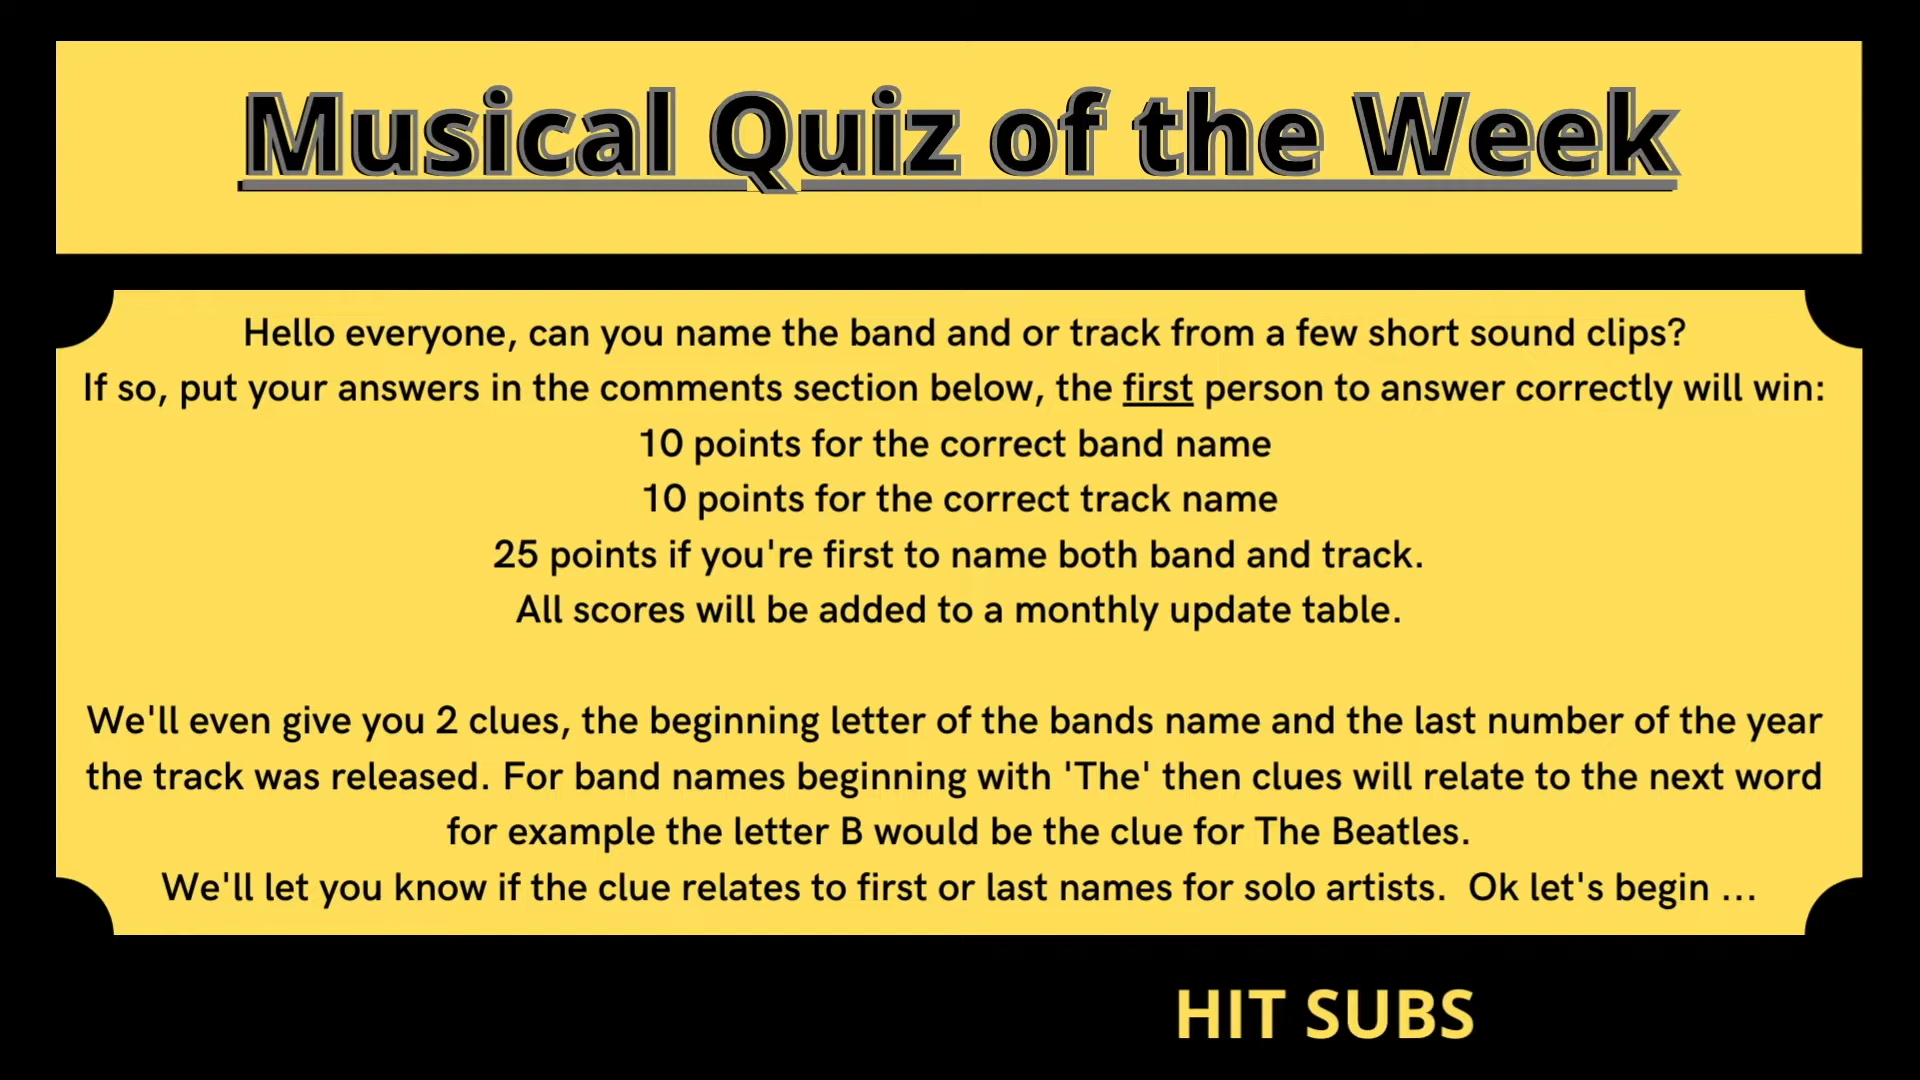 Musical Quiz of the Week
Hello everyone, can you name the band and or track from a few short sound clips?
If so, put your answers in the comments section below, the first person to answer correctly will win:
10 points for the correct band name
10 points for the correct track name
25 points if you're first to name both band and track.
All scores will be added to a monthly update table.
We'll even give you 2 clues, the beginning letter of the bands name and the last number of the year
the track was released. For band names beginning with 'The' then clues will relate to the next word
for example the letter B would be the clue for The Beatles.
We'll let you know if the clue relates to first or last names for solo artists. Ok let's begin ...
HIT SUBS